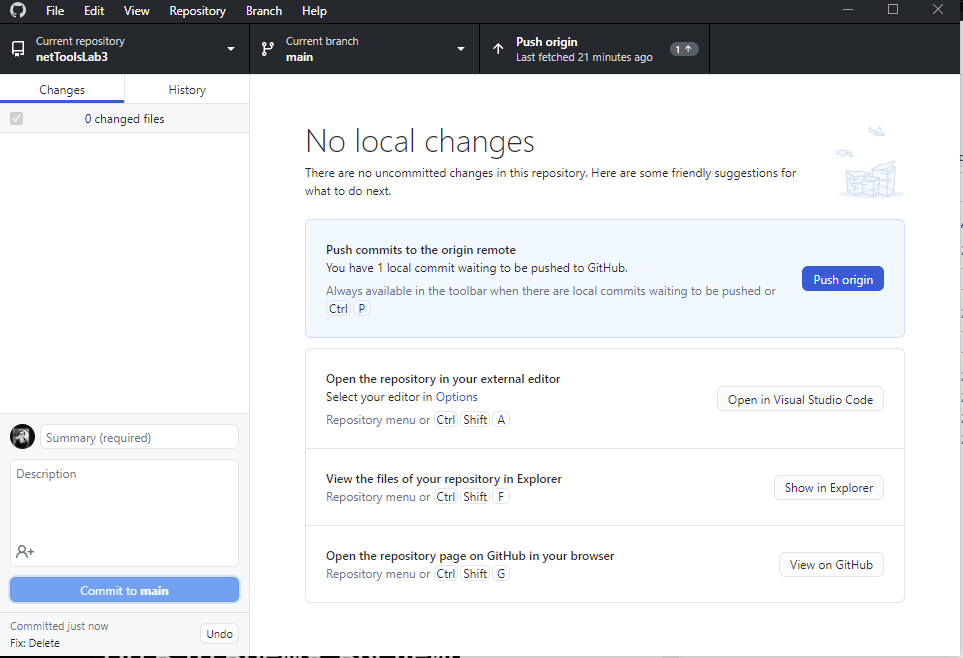 File Edit View Repository Branch Help
Current repository
netToolsLab3
Current branch
main
Push origin
Last fetched 21 minutes ago
1
Changes
History
0 changed files
No local changes
There are no uncommitted changes in this repository. Here are some friendly suggestions for
what to do next.
Push commits to the origin remote
You have 1 local commit waiting to be pushed to GitHub.
Always available in the toolbar when there are local commits waiting to be pushed or
Ctrl P
Push origin
Open the repository in your external editor
Select your editor in Options
Repository menu or Ctrl Shift A
Open in Visual Studio Code
View the files of your repository in Explorer
Repository menu or Ctrl Shift F
Show in Explorer
Open the repository page on GitHub in your browser
Repository menu or Ctrl Shift G
View on GitHub
Summary (required)
Description
Commit to main
Committed just now
Fix: Delete
Undo